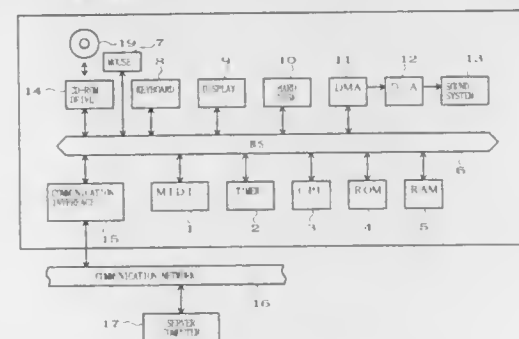 19
7
MOUSE
8
9
10
11
12
13
14
CD-ROM DRIVE
KEYBOARD
DISPLAY
HARD
DMA
SOUND SYSTEM
BUS
6
COMMUNICATION INTERFACE
MIDI
TIMER
CPU
ROM
RAM
15
1
2
3
4
5
COMMUNICATION NETWORK
16
17
SERVER COMPUTER